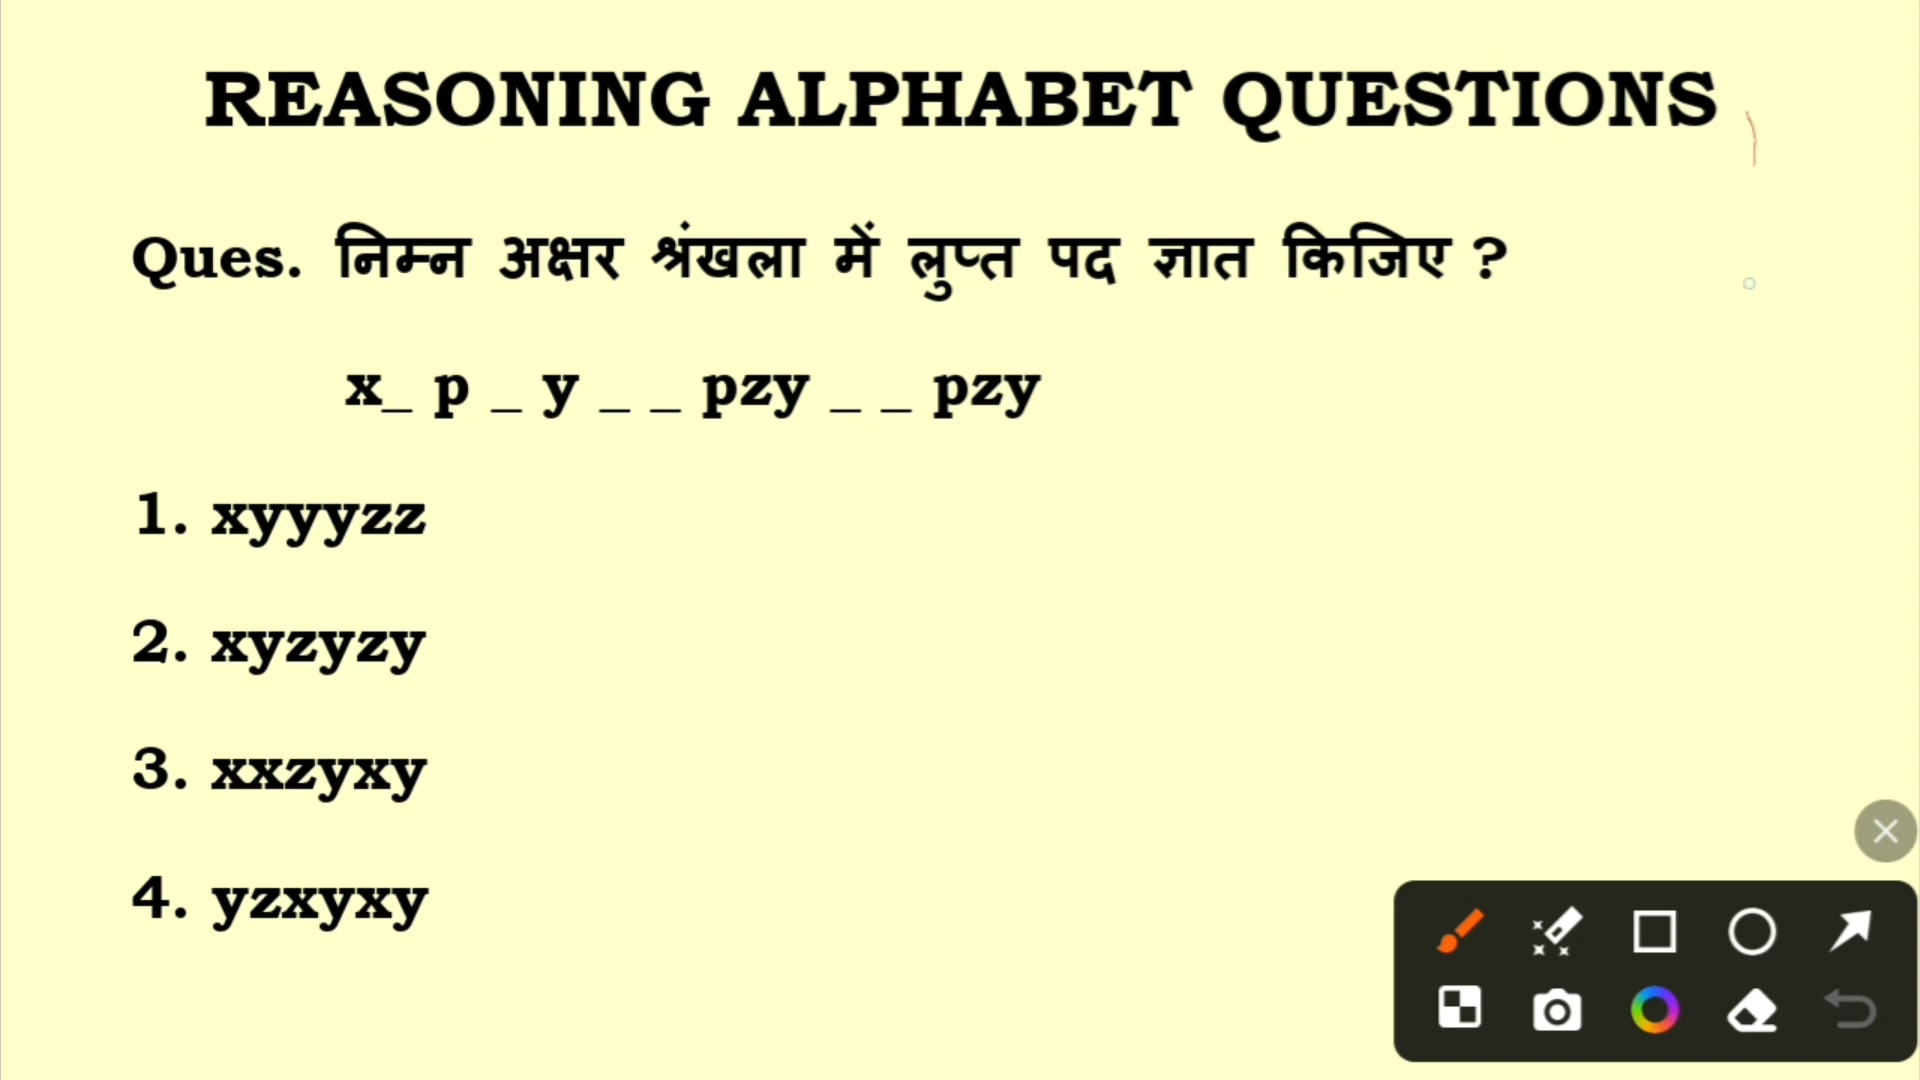 REASONING ALPHABET QUESTIONS
Ques. निम्न अक्षर श्रंखला में लुप्त पद ज्ञात किजिए ?
x_ p _ y _ _ pzy _ _ pzy
1. xyyyzz
2. xyzyzy
3. xxzyxy
4. yzxyxy